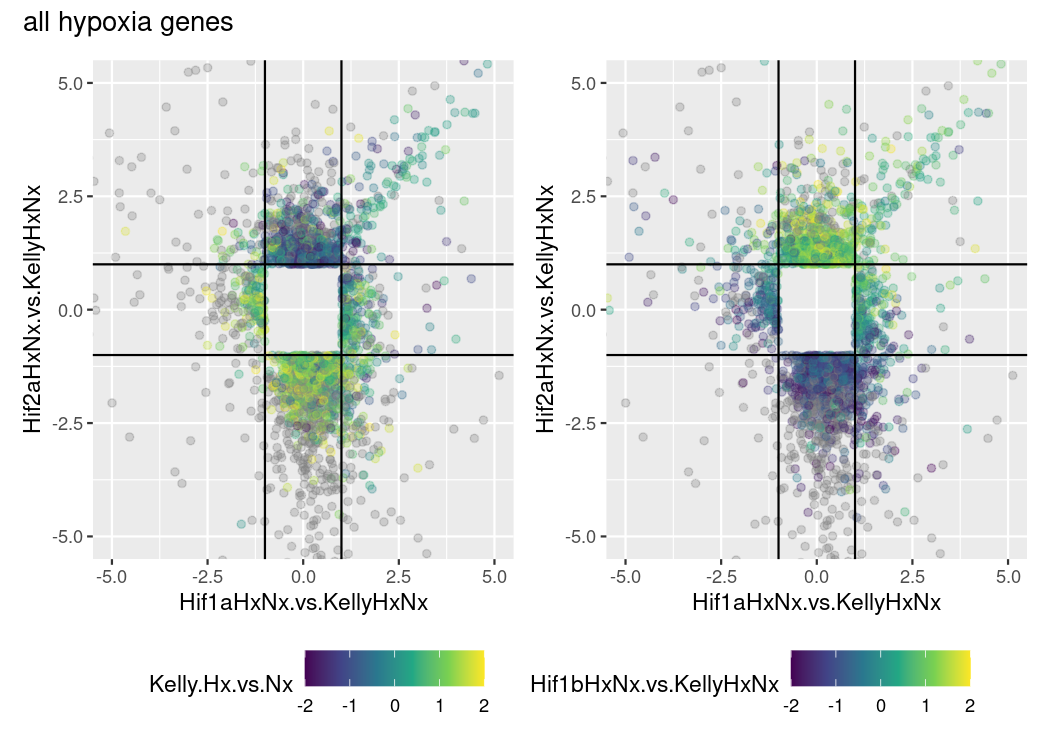 all hypoxia genes
Hif2aHxNx.vs.KellyHxNx
5.0
2.5
0.0
-2.5
-5.0
-5.0 -2.5 0.0 2.5 5.0
Hif1aHxNx.vs.KellyHxNx
Hif2aHxNx.vs.KellyHxNx
5.0
2.5
0.0
-2.5
-5.0
-5.0 -2.5 0.0 2.5 5.0
Hif1aHxNx.vs.KellyHxNx
Kelly.Hx.vs.Nx
-2 -1 0 1 2
Hif1bHxNx.vs.KellyHxNx
-2 -1 0 1 2